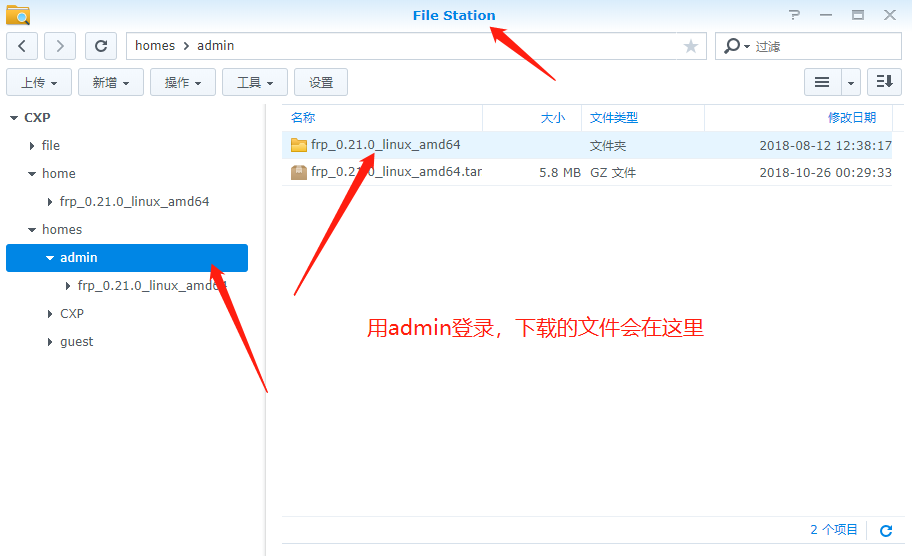 File Station
homes > admin
过滤
上传 新增 操作 工具 设置
CXP
file
home
frp_0.21.0_linux_amd64
homes
admin
frp_0.21.0_linux_amd64
CXP
guest
名称 大小 文件类型 修改日期
frp_0.21.0_linux_amd64 文件夹 2018-08-12 12:38:17
frp_0.21.0_linux_amd64.tar 5.8 MB GZ 文件 2018-10-26 00:29:33
用admin登录，下载的文件会在这里
2 个项目